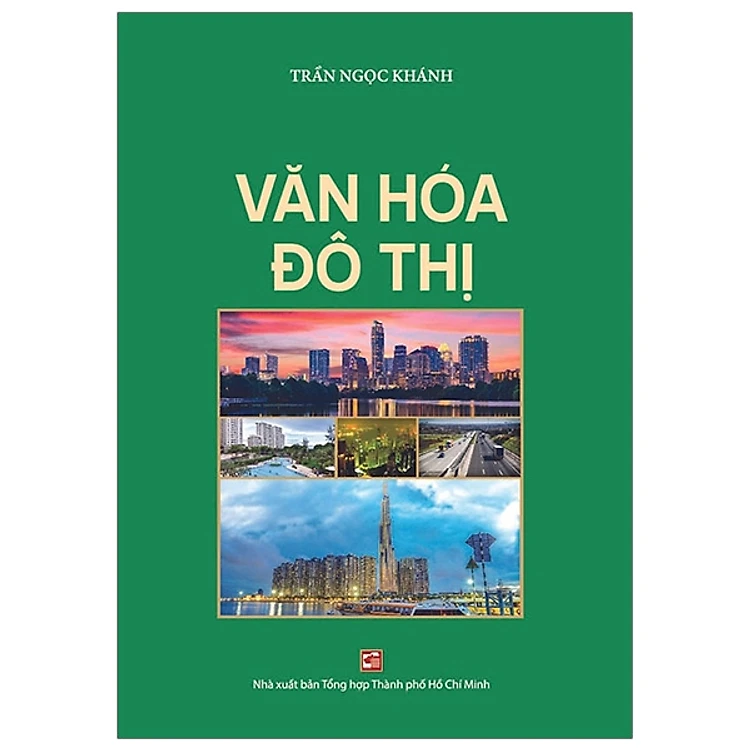 TRẦN NGỌC KHÁNH
VĂN HÓA
ĐÔ THỊ
Nhà xuất bản Tổng hợp Thành phố Hồ Chí Minh